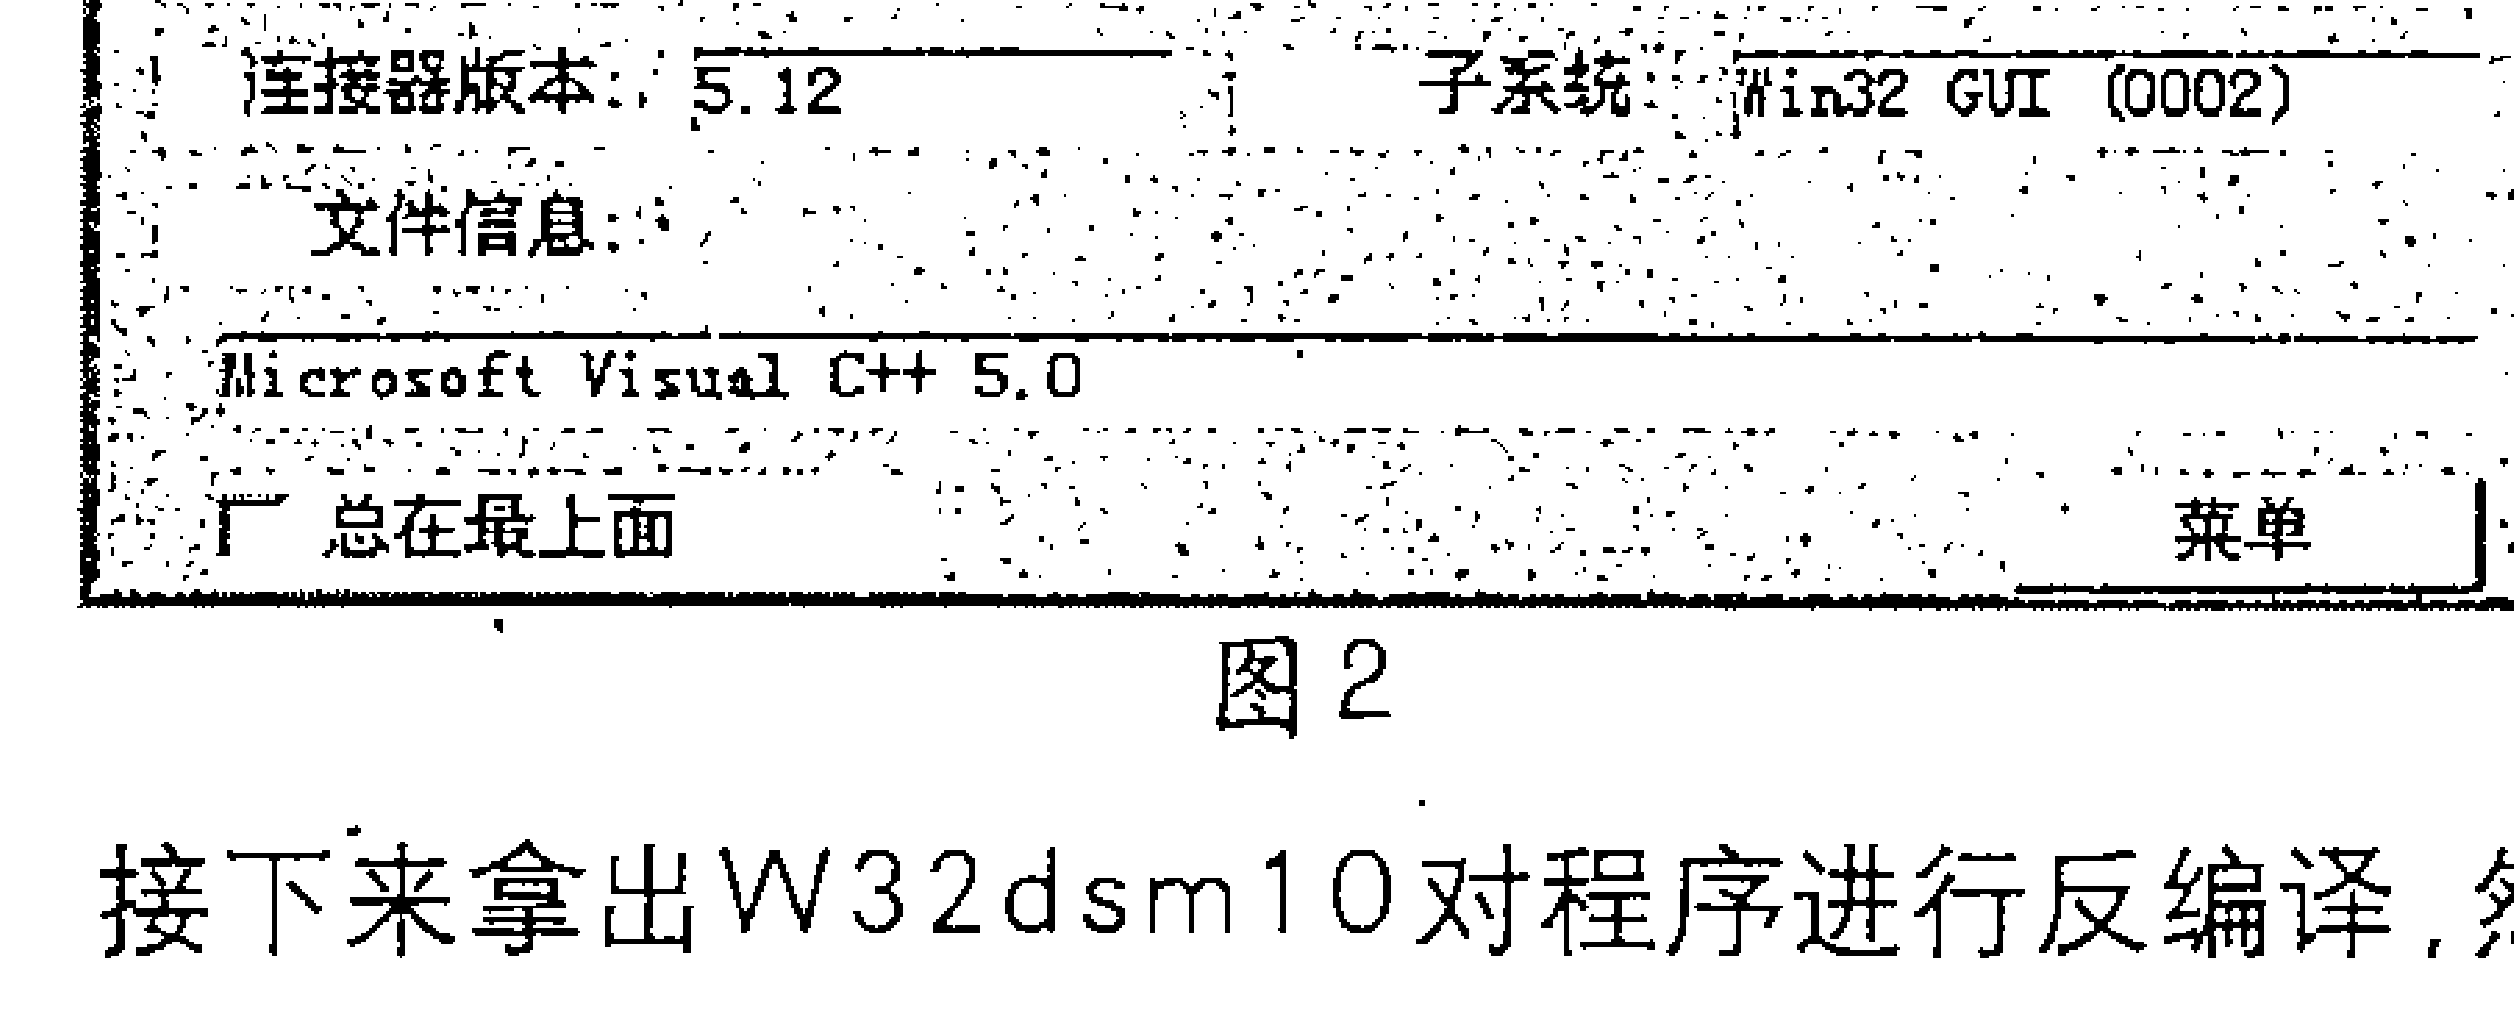 连接器版本: 5.12 子系统: Win32 GUI (0002)
文件信息:
Microsoft Visual C++ 5.0
总在最上面 菜单
图2
接下来拿出W32dsm10对程序进行反编译,